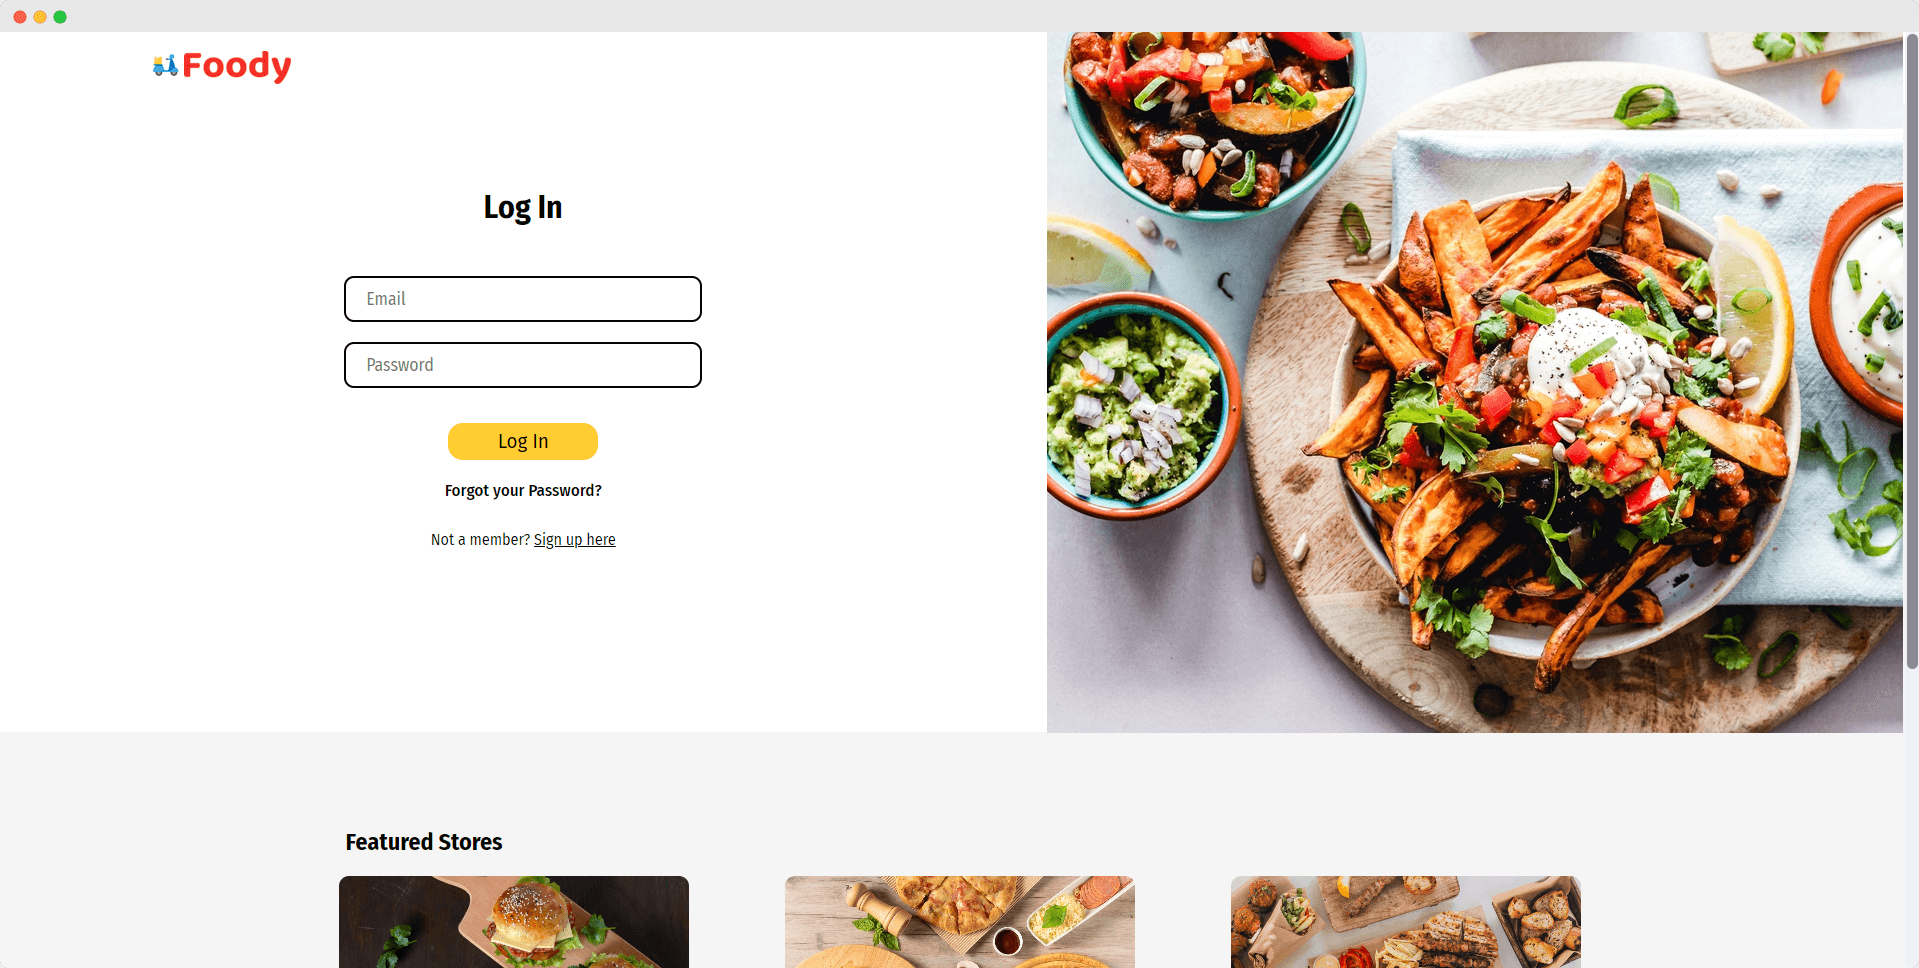 Foody
Log In
Email
Password
Log In
Forgot your Password?
Not a member? Sign up here
Featured Stores